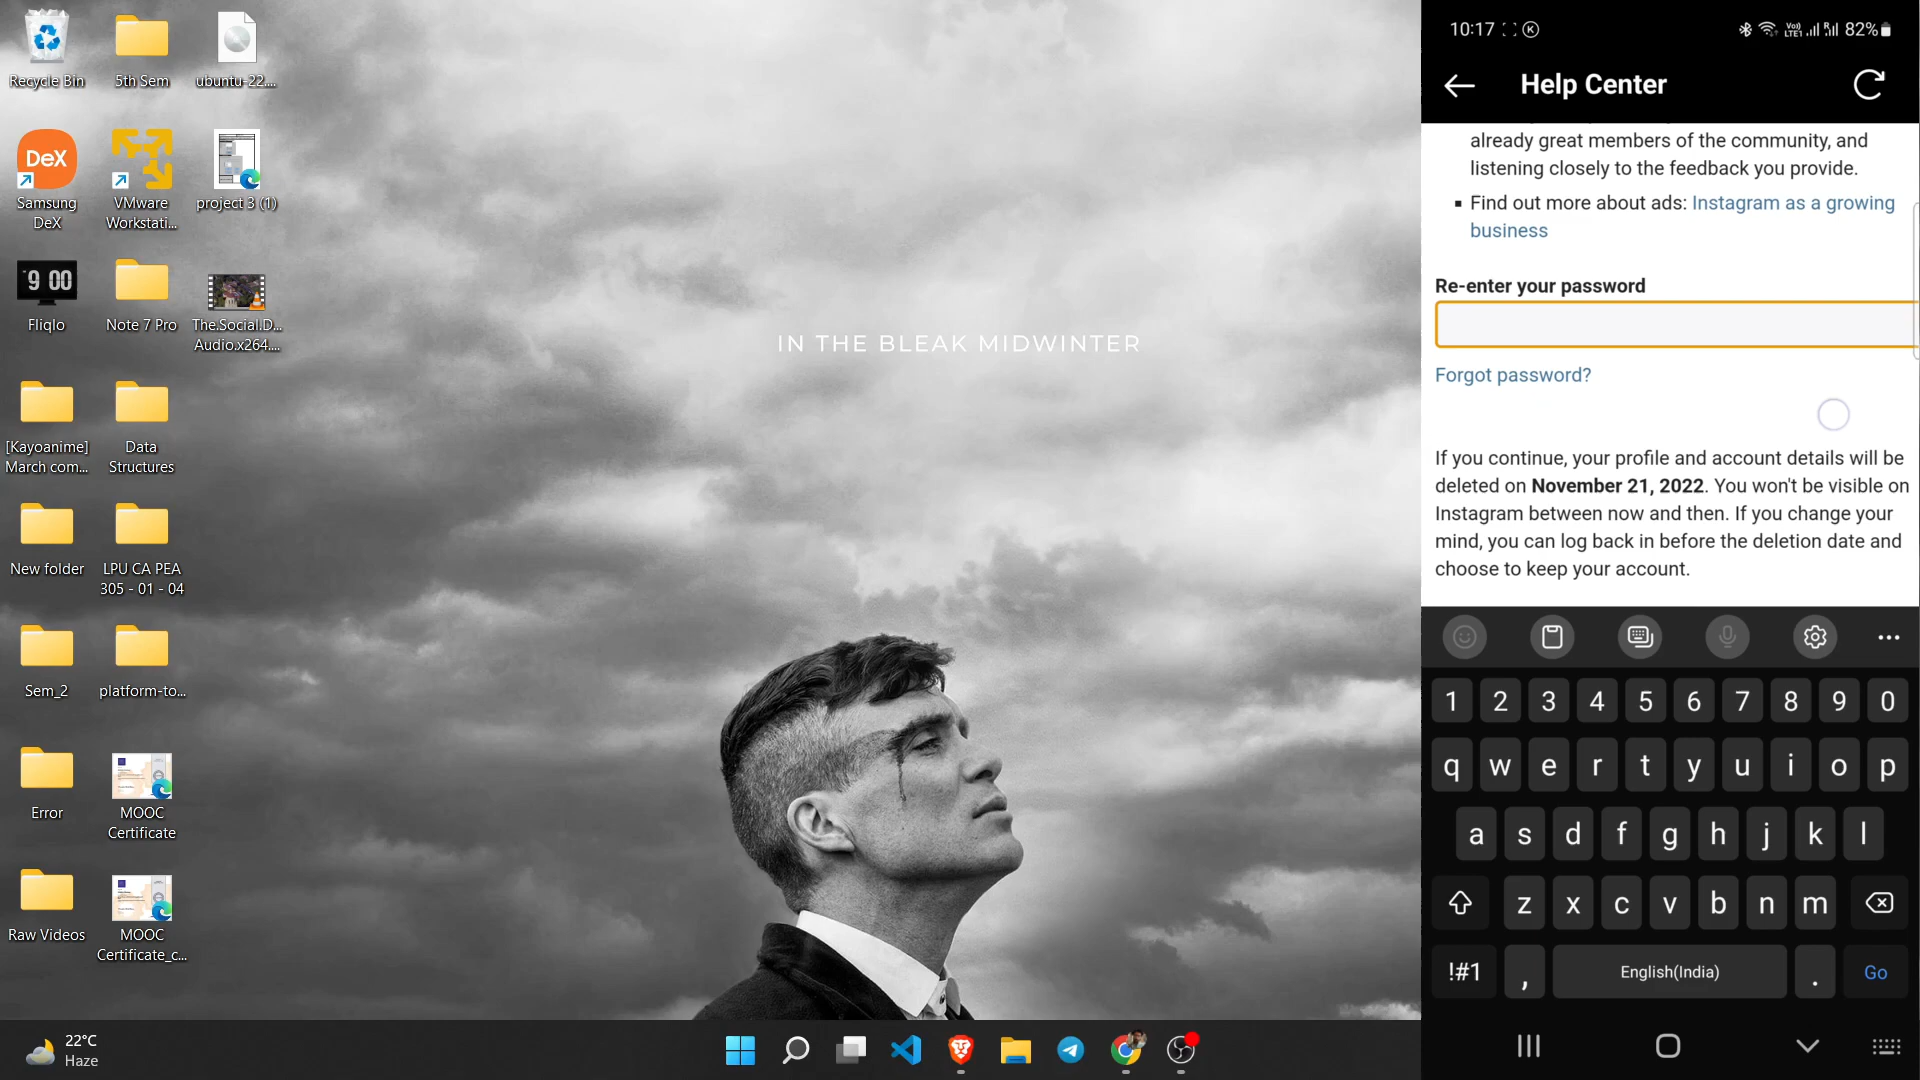 Recycle Bin
5th Sem
ubuntu-22....
DeX
Samsung
DeX
VMware
Workstati...
project 3 (1)
9 00
Fliqlo
Note 7 Pro
The.Social.D...
Audio.x264....
[Kayoanime]
March com...
Data
Structures
New folder
LPU CA PEA
305 - 01 - 04
Sem_2
platform-to...
Error
MOOC
Certificate
Raw Videos
MOOC
Certificate_c...
IN THE BLEAK MIDWINTER
22°C
Haze
10:17
K
Vo))
LTE1
R
82%
Help Center
already great members of the community, and
listening closely to the feedback you provide.
▪ Find out more about ads: Instagram as a growing
business
Re-enter your password
Forgot password?
If you continue, your profile and account details will be
deleted on November 21, 2022. You won't be visible on
Instagram between now and then. If you change your
mind, you can log back in before the deletion date and
choose to keep your account.
1 2 3 4 5 6 7 8 9 0
q w e r t y u i o p
a s d f g h j k l
z x c v b n m
!#1 , English(India) . Go